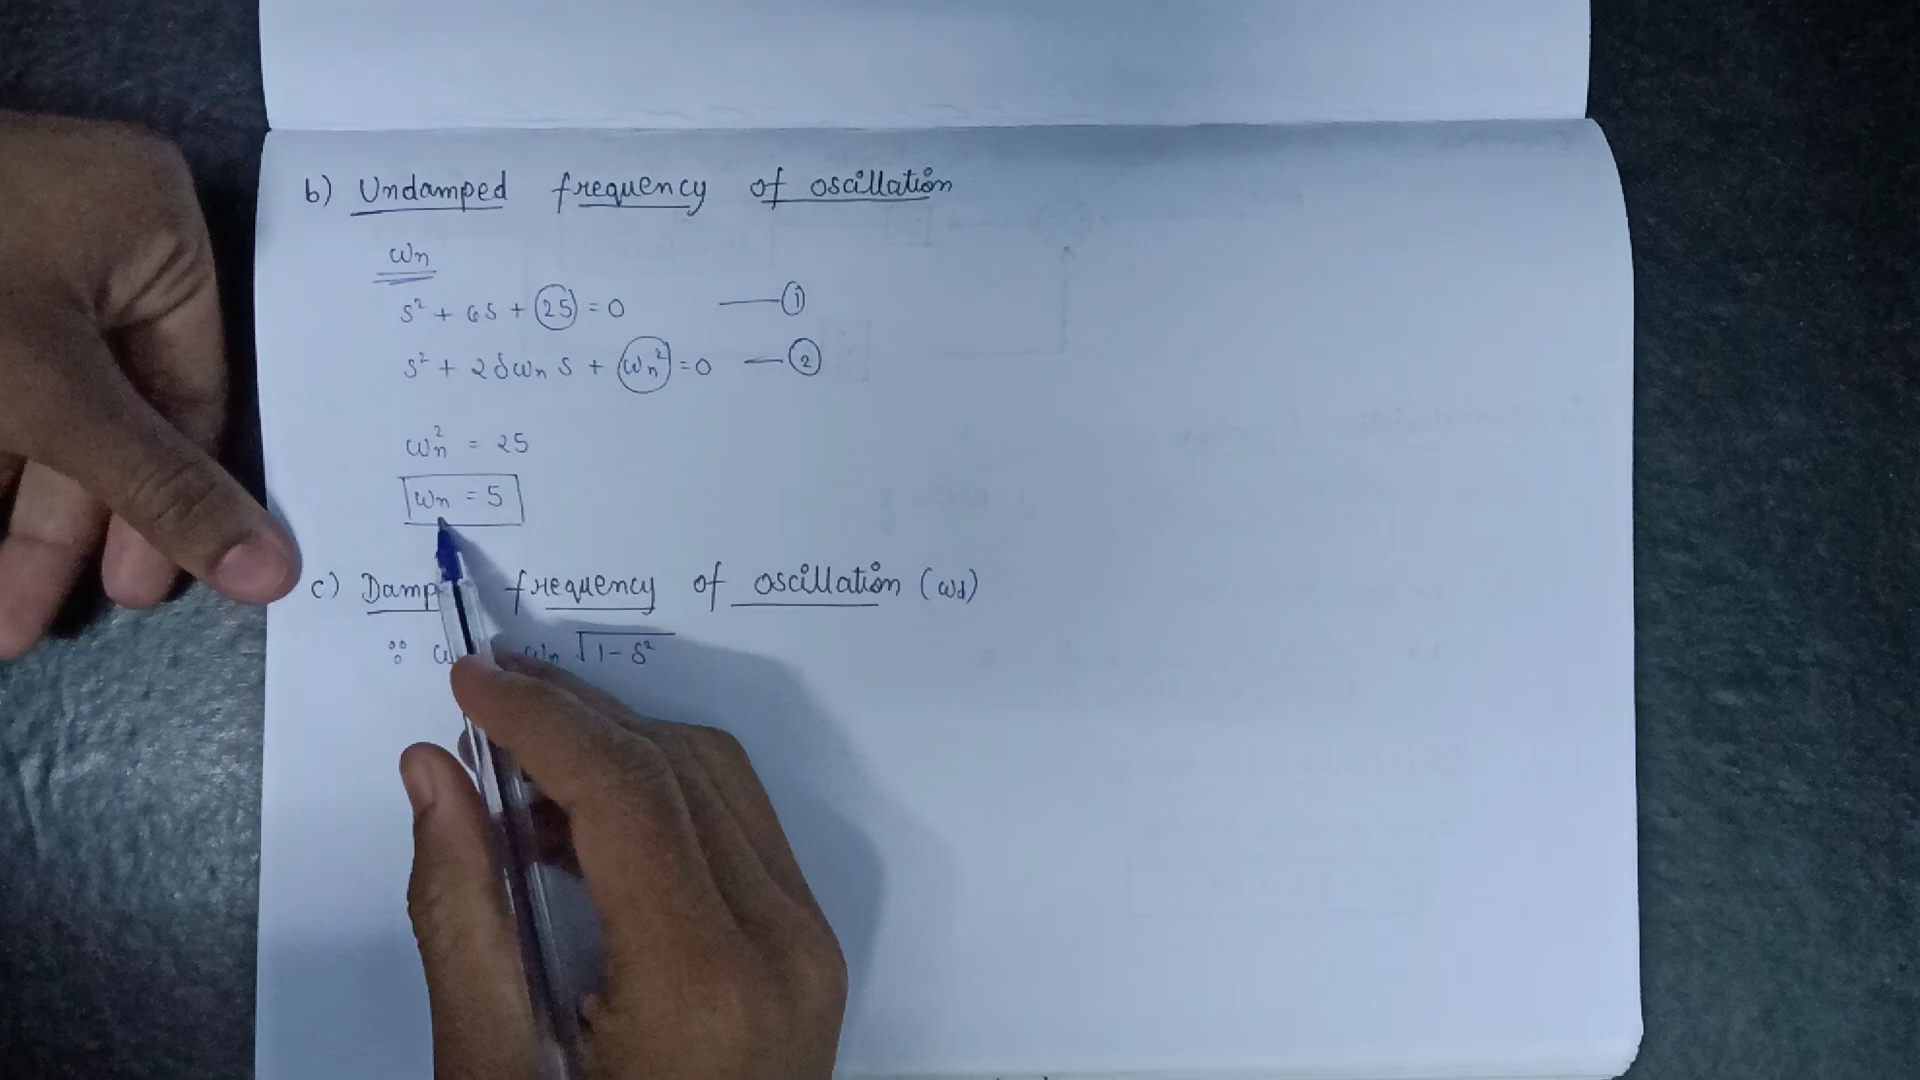 b) Undamped frequency of oscillation
ωn
s² + 6s + 25 = 0 —— ①
s² + 2δωn s + ωn² = 0 — ②
ωn² = 25
ωn = 5
c) frequency of oscillation (ωd)
∵ ωn √1-δ²